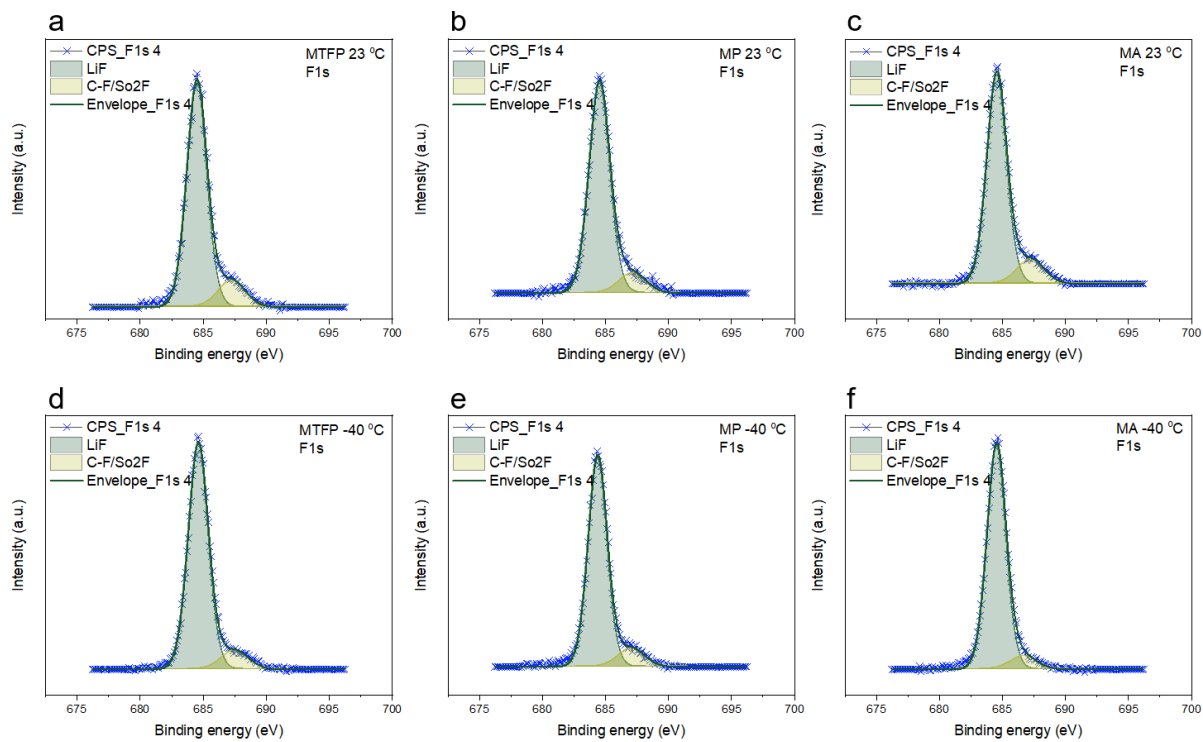 a
CPS_F1s 4
LiF
C-F/So2F
Envelope_F1s 4
MTFP 23 °C
F1s
Intensity (a.u.)
675 680 685 690 695 700
Binding energy (eV)
b
CPS_F1s 4
LiF
C-F/So2F
Envelope_F1s 4
MP 23 °C
F1s
Intensity (a.u.)
675 680 685 690 695 700
Binding energy (eV)
c
CPS_F1s 4
LiF
C-F/So2F
Envelope_F1s 4
MA 23 °C
F1s
Intensity (a.u.)
675 680 685 690 695 700
Binding energy (eV)
d
CPS_F1s 4
LiF
C-F/So2F
Envelope_F1s 4
MTFP -40 °C
F1s
Intensity (a.u.)
675 680 685 690 695 700
Binding energy (eV)
e
CPS_F1s 4
LiF
C-F/So2F
Envelope_F1s 4
MP -40 °C
F1s
Intensity (a.u.)
675 680 685 690 695 700
Binding energy (eV)
f
CPS_F1s 4
LiF
C-F/So2F
Envelope_F1s 4
MA -40 °C
F1s
Intensity (a.u.)
675 680 685 690 695 700
Binding energy (eV)